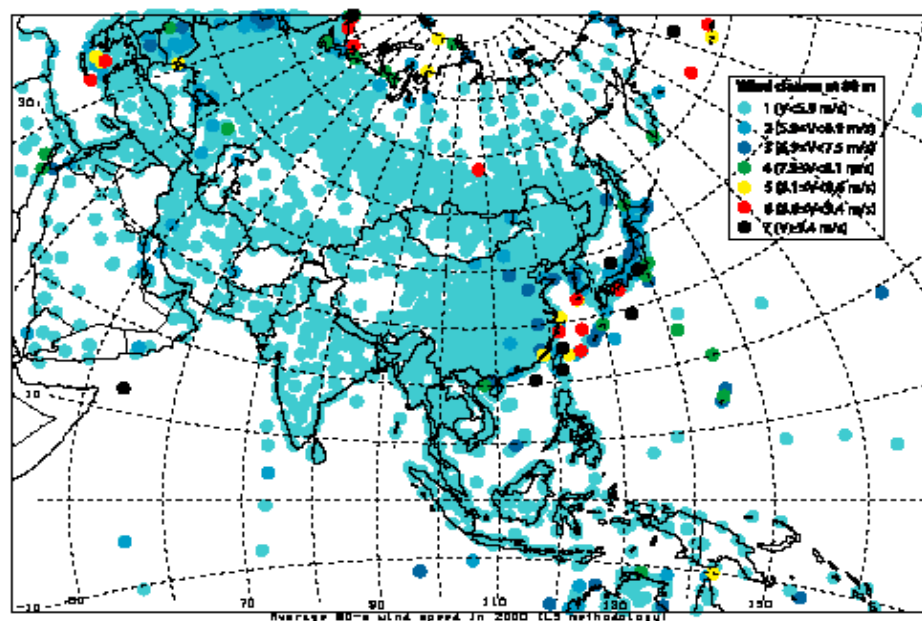 Wind classes at 80 m
1 (V<5.9 m/s)
2 (5.9<V<6.9 m/s)
3 (6.9<V<7.5 m/s)
4 (7.5<V<8.1 m/s)
5 (8.1<V<8.6 m/s)
6 (8.6<V<9.4 m/s)
7 (V>9.4 m/s)
30
10
-10
50
70
90
110
130
150
Average 80-m wind speed in 2000 (LS methodology)